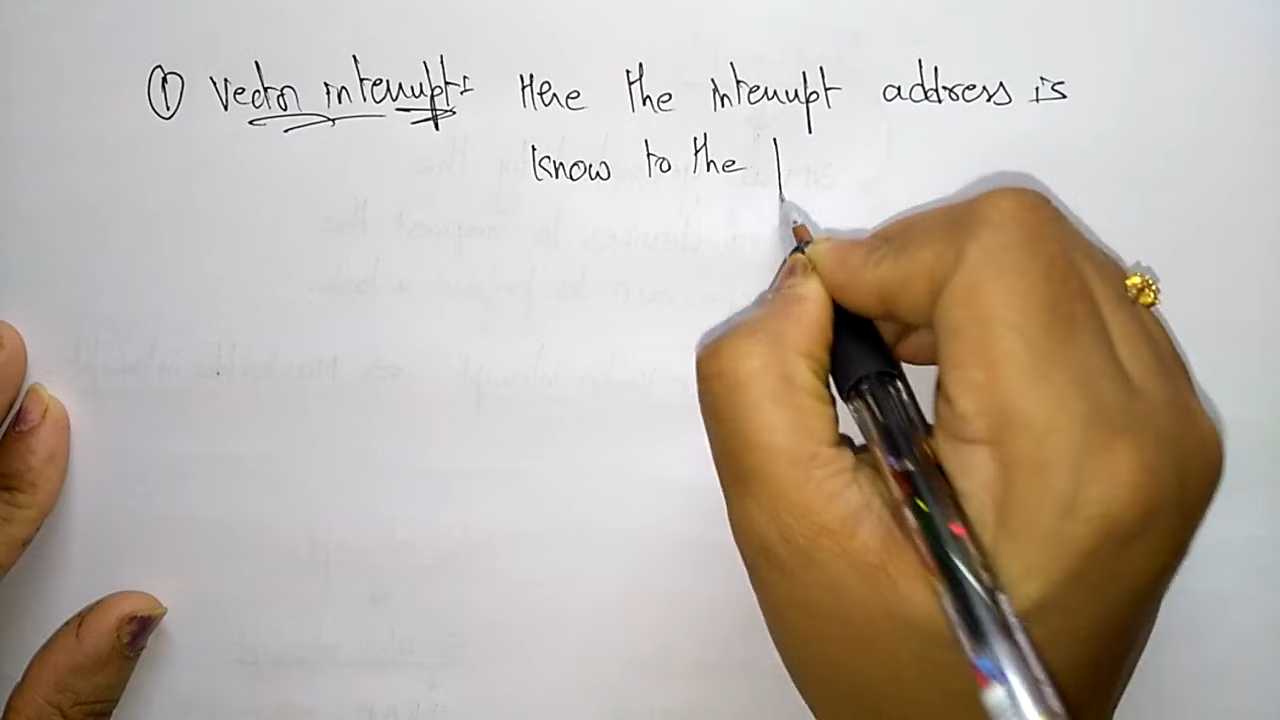 ① Vector interrupt:- Here the interrupt address is
know to the